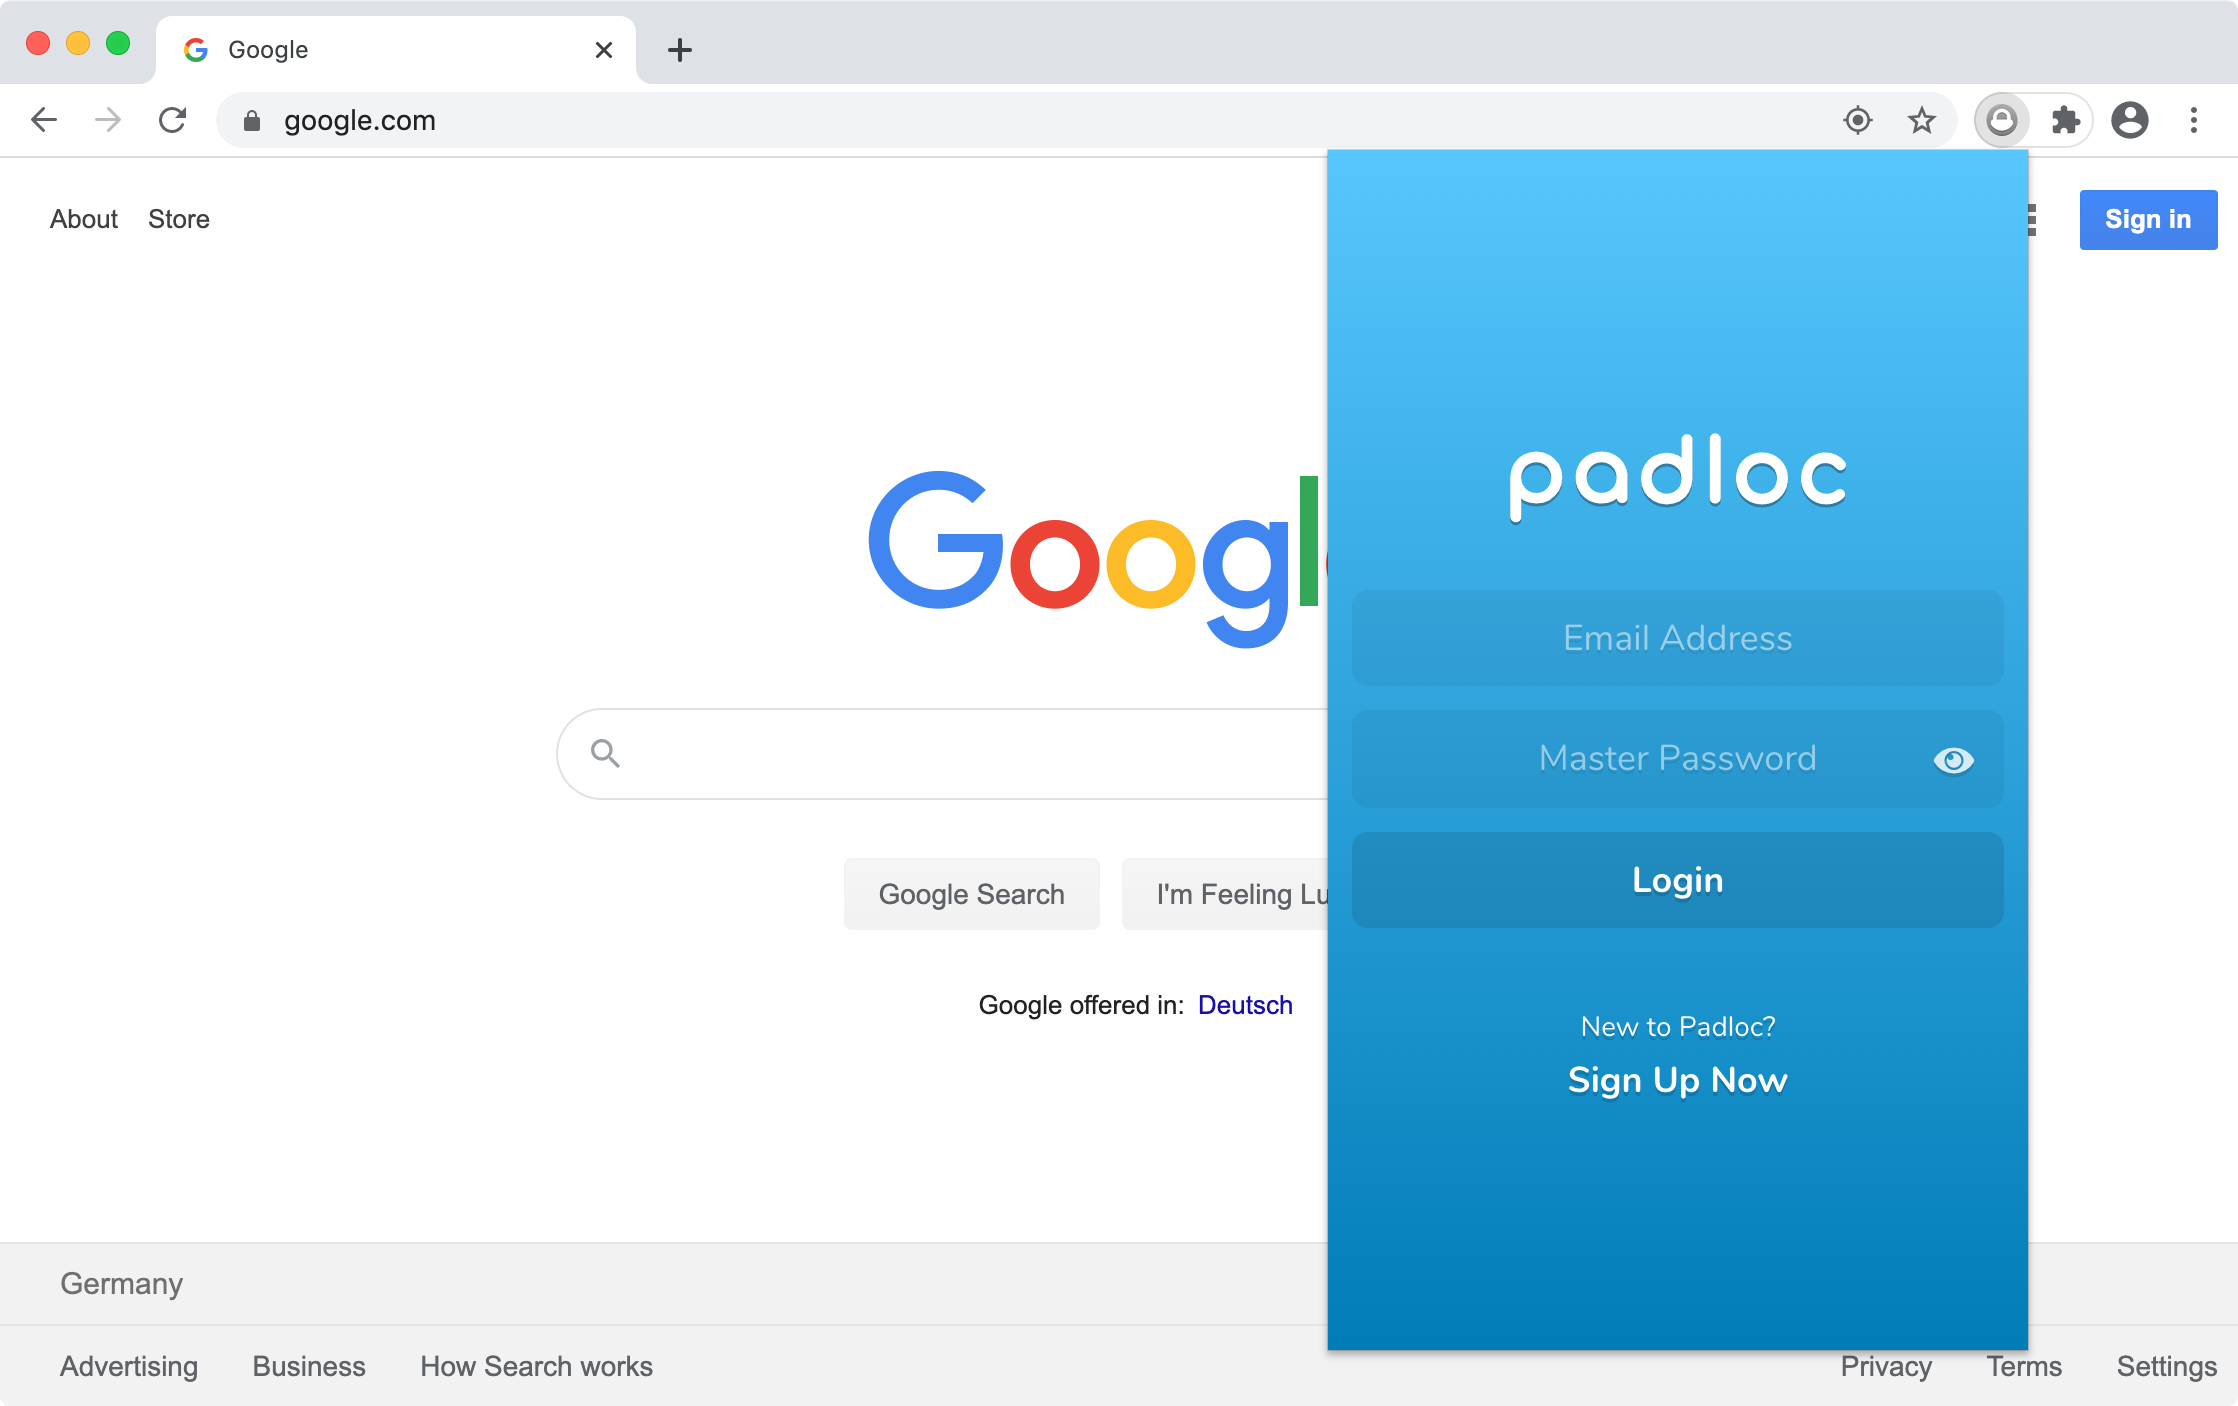 Google
google.com
About Store
Sign in
Google
padloc
Email Address
Master Password
Login
Google Search
I'm Feeling Lu
Google offered in: Deutsch
New to Padloc?
Sign Up Now
Germany
Advertising Business How Search works
Privacy Terms Settings